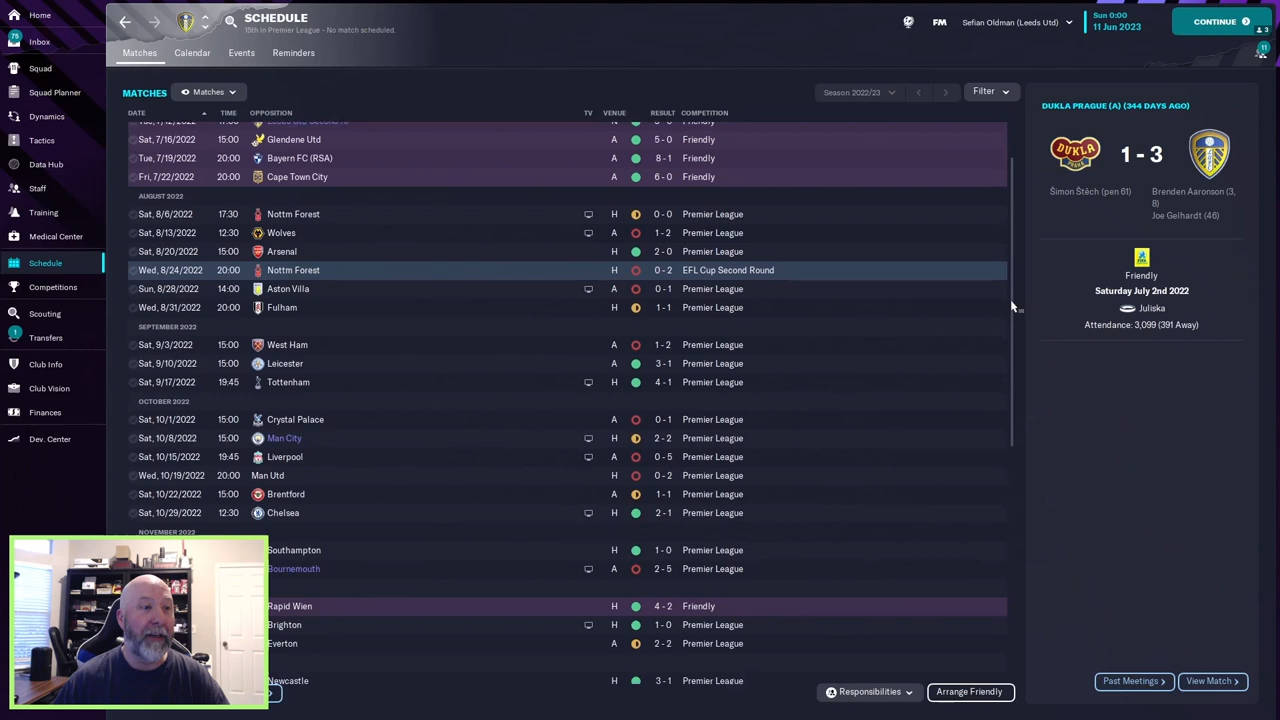 SCHEDULE
15th in Premier League - No match scheduled.
FM
Sefian Oldman (Leeds Utd)
Sun 0:00
11 Jun 2023
CONTINUE
3
11
Home
75
Inbox
Squad
Squad Planner
Dynamics
Tactics
Data Hub
Staff
Training
Medical Center
Schedule
Competitions
Scouting
1
Transfers
Club Info
Club Vision
Finances
Dev. Center
Matches
Calendar
Events
Reminders
MATCHES
Matches
Season 2022/23
Filter
DATE TIME OPPOSITION TV VENUE RESULT COMPETITION
Sat, 7/16/2022 15:00 Glendene Utd A 5 - 0 Friendly
Tue, 7/19/2022 20:00 Bayern FC (RSA) A 8 - 1 Friendly
Fri, 7/22/2022 20:00 Cape Town City A 6 - 0 Friendly
AUGUST 2022
Sat, 8/6/2022 17:30 Nottm Forest H 0 - 0 Premier League
Sat, 8/13/2022 12:30 Wolves A 1 - 2 Premier League
Sat, 8/20/2022 15:00 Arsenal H 2 - 0 Premier League
Wed, 8/24/2022 20:00 Nottm Forest H 0 - 2 EFL Cup Second Round
Sun, 8/28/2022 14:00 Aston Villa A 0 - 1 Premier League
Wed, 8/31/2022 20:00 Fulham H 1 - 1 Premier League
SEPTEMBER 2022
Sat, 9/3/2022 15:00 West Ham A 1 - 2 Premier League
Sat, 9/10/2022 15:00 Leicester A 3 - 1 Premier League
Sat, 9/17/2022 19:45 Tottenham H 4 - 1 Premier League
OCTOBER 2022
Sat, 10/1/2022 15:00 Crystal Palace A 0 - 1 Premier League
Sat, 10/8/2022 15:00 Man City H 2 - 2 Premier League
Sat, 10/15/2022 19:45 Liverpool A 0 - 5 Premier League
Wed, 10/19/2022 20:00 Man Utd H 0 - 2 Premier League
Sat, 10/22/2022 15:00 Brentford A 1 - 1 Premier League
Sat, 10/29/2022 12:30 Chelsea H 2 - 1 Premier League
NOVEMBER 2022
Southampton H 1 - 0 Premier League
Bournemouth A 2 - 5 Premier League
Rapid Wien H 4 - 2 Friendly
Brighton H 1 - 0 Premier League
Everton A 2 - 2 Premier League
Newcastle H 3 - 1 Premier League
Responsibilities
Arrange Friendly
DUKLA PRAGUE (A) (344 DAYS AGO)
1 - 3
Šimon Štěch (pen 61)
Brenden Aaronson (3,
8)
Joe Gelhardt (46)
Friendly
Saturday July 2nd 2022
Juliska
Attendance: 3,099 (391 Away)
Past Meetings
View Match